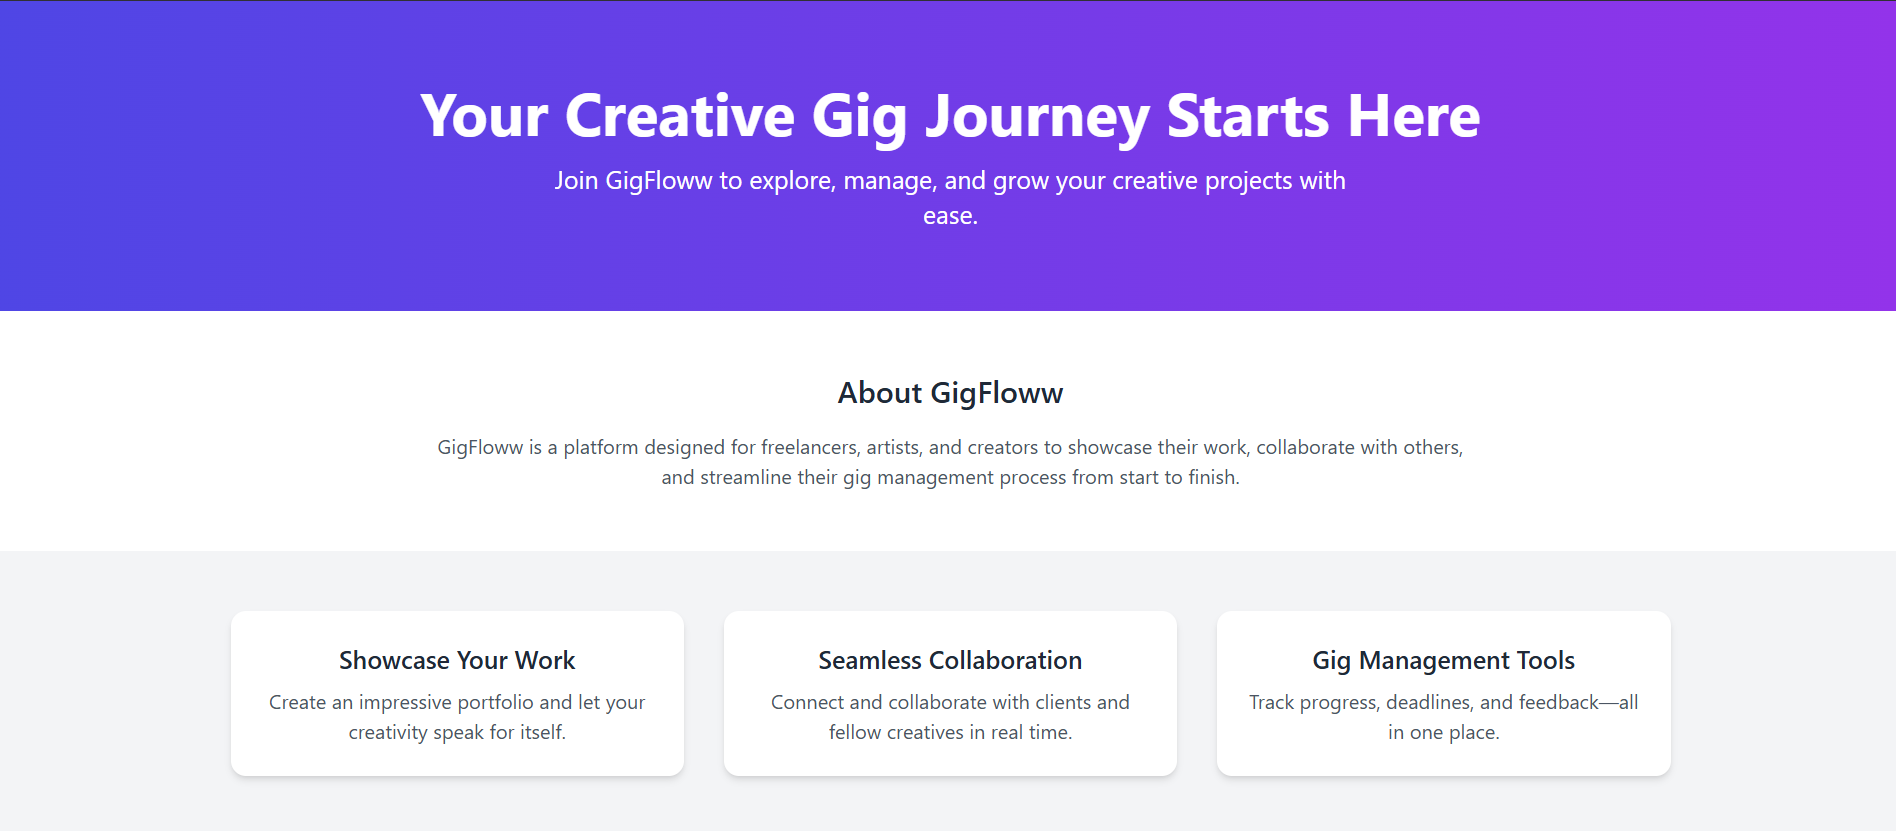 Your Creative Gig Journey Starts Here
Join GigFloww to explore, manage, and grow your creative projects with
ease.
About GigFloww
GigFloww is a platform designed for freelancers, artists, and creators to showcase their work, collaborate with others,
and streamline their gig management process from start to finish.
Showcase Your Work
Create an impressive portfolio and let your
creativity speak for itself.
Seamless Collaboration
Connect and collaborate with clients and
fellow creatives in real time.
Gig Management Tools
Track progress, deadlines, and feedback—all
in one place.